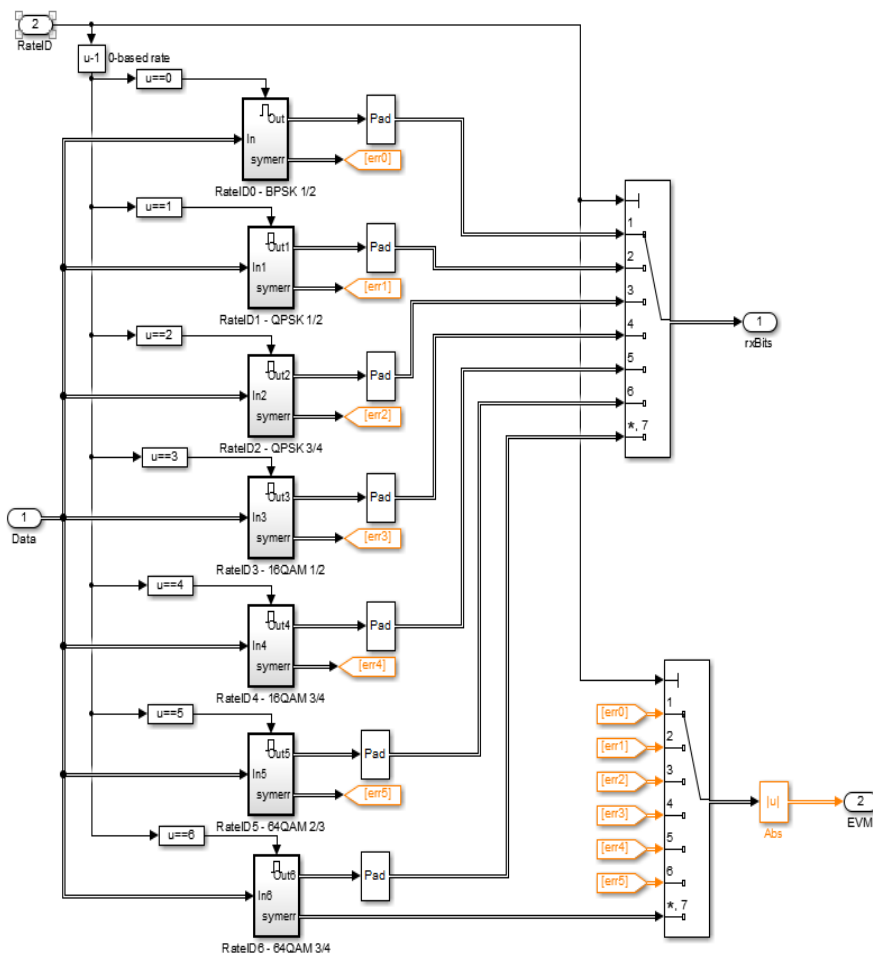 2
RateID
u-1 0-based rate
u==0
Out
In
symerr
Pad
[err0]
RateID0 - BPSK 1/2
u==1
Out1
In1
symerr
Pad
[err1]
RateID1 - QPSK 1/2
u==2
Out2
In2
symerr
Pad
[err2]
RateID2 - QPSK 3/4
u==3
Out3
In3
symerr
Pad
[err3]
RateID3 - 16QAM 1/2
1
Data
u==4
Out4
In4
symerr
Pad
[err4]
RateID4 - 16QAM 3/4
u==5
Out5
In5
symerr
Pad
[err5]
RateID5 - 64QAM 2/3
u==6
Out6
In6
symerr
Pad
RateID6 - 64QAM 3/4
1
2
3
4
5
6
*, 7
1
rxBits
[err0]
[err1]
[err2]
[err3]
[err4]
[err5]
1
2
3
4
5
6
*, 7
|u|
Abs
2
EVM